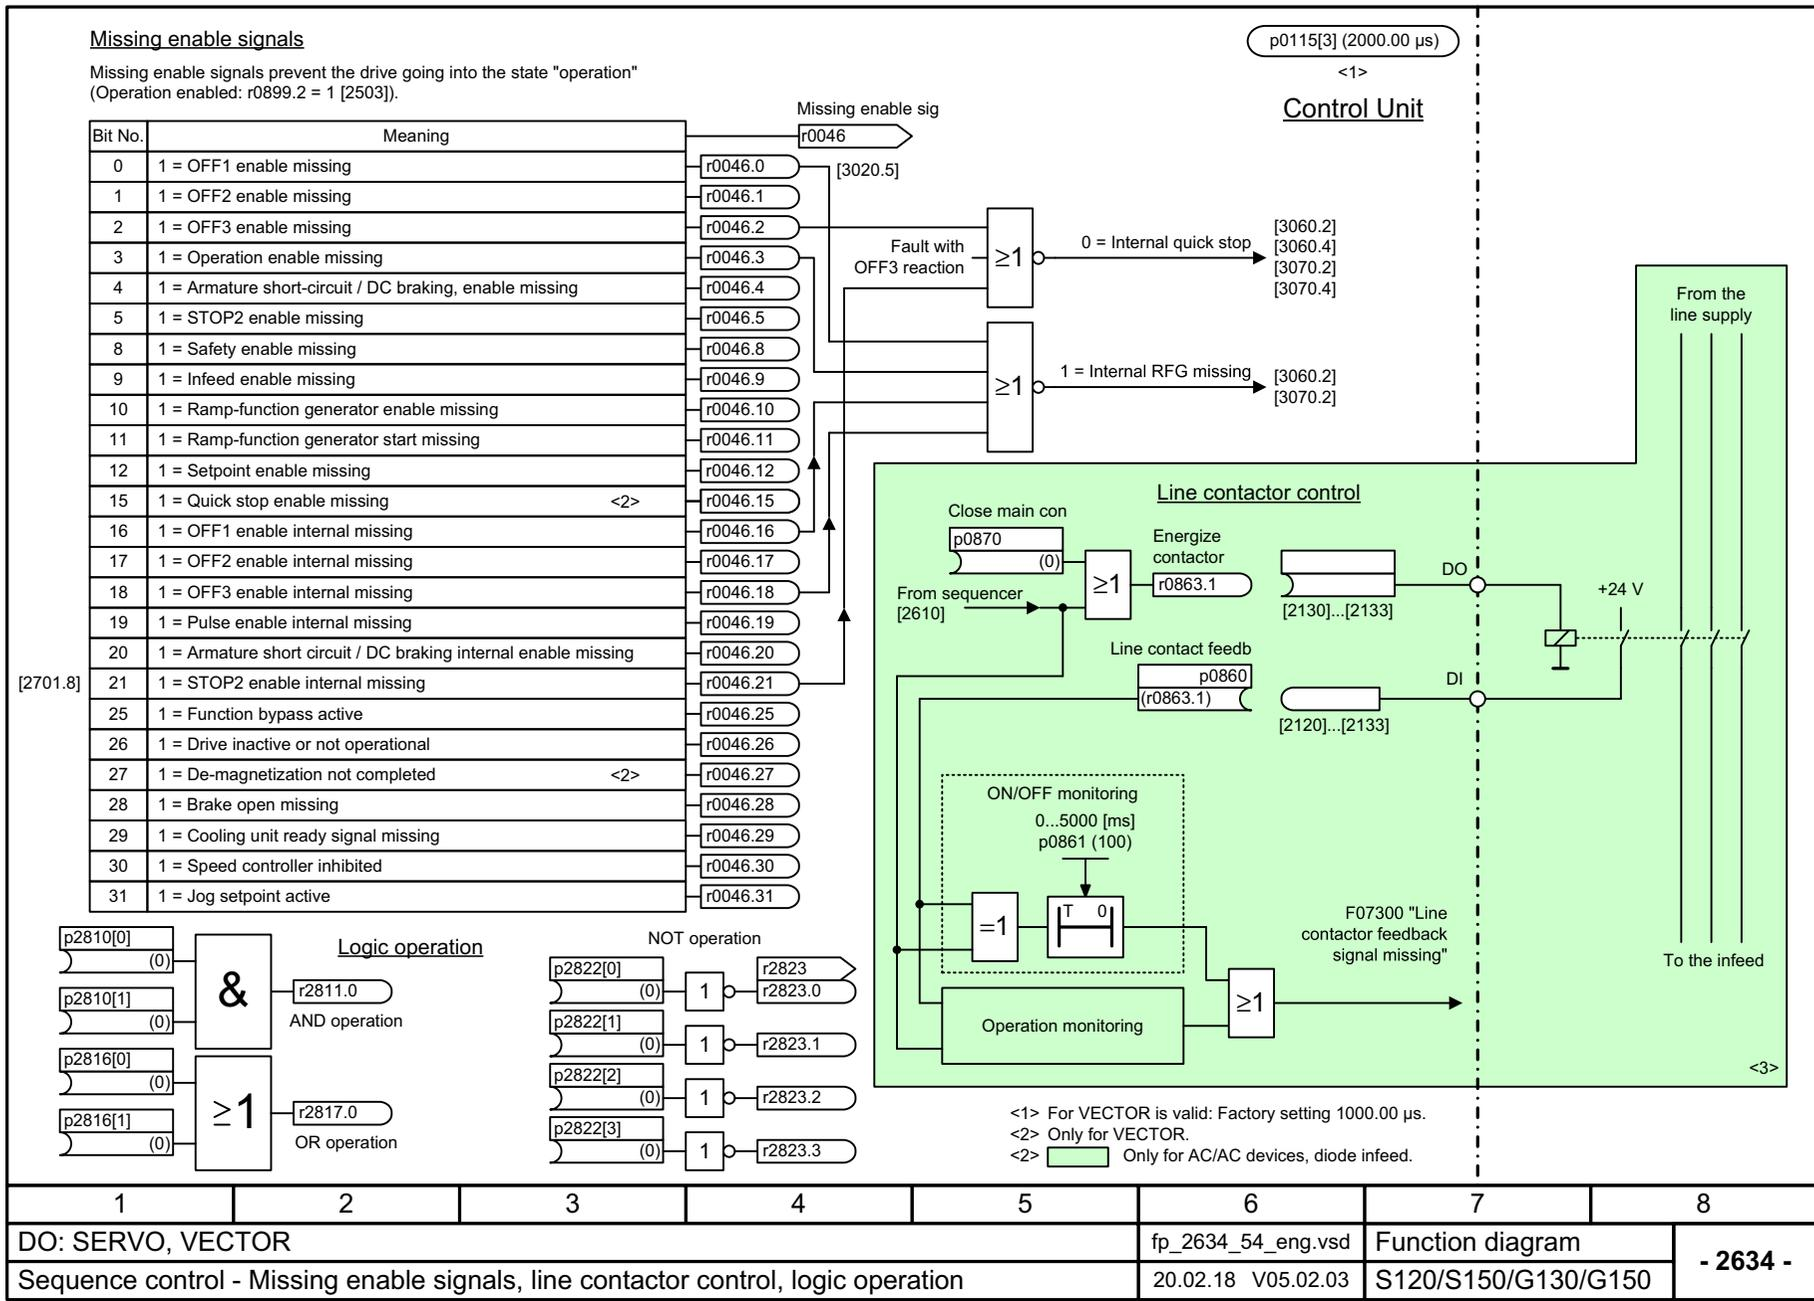 Missing enable signals
Missing enable signals prevent the drive going into the state "operation"
(Operation enabled: r0899.2 = 1 [2503]).
p0115[3] (2000.00 µs)
<1>
Control Unit
Missing enable sig
r0046
Bit No. Meaning
0 1 = OFF1 enable missing r0046.0 [3020.5]
1 1 = OFF2 enable missing r0046.1
2 1 = OFF3 enable missing r0046.2
3 1 = Operation enable missing r0046.3
4 1 = Armature short-circuit / DC braking, enable missing r0046.4
5 1 = STOP2 enable missing r0046.5
8 1 = Safety enable missing r0046.8
9 1 = Infeed enable missing r0046.9
10 1 = Ramp-function generator enable missing r0046.10
11 1 = Ramp-function generator start missing r0046.11
12 1 = Setpoint enable missing r0046.12
15 1 = Quick stop enable missing <2> r0046.15
16 1 = OFF1 enable internal missing r0046.16
17 1 = OFF2 enable internal missing r0046.17
18 1 = OFF3 enable internal missing r0046.18
19 1 = Pulse enable internal missing r0046.19
20 1 = Armature short circuit / DC braking internal enable missing r0046.20
[2701.8] 21 1 = STOP2 enable internal missing r0046.21
25 1 = Function bypass active r0046.25
26 1 = Drive inactive or not operational r0046.26
27 1 = De-magnetization not completed <2> r0046.27
28 1 = Brake open missing r0046.28
29 1 = Cooling unit ready signal missing r0046.29
30 1 = Speed controller inhibited r0046.30
31 1 = Jog setpoint active r0046.31
Fault with
OFF3 reaction
≥1
0 = Internal quick stop
[3060.2]
[3060.4]
[3070.2]
[3070.4]
≥1
1 = Internal RFG missing
[3060.2]
[3070.2]
From the
line supply
Line contactor control
Close main con
p0870
(0)
From sequencer
[2610]
≥1
Energize
contactor
r0863.1
[2130]...[2133]
DO
+24 V
Line contact feedb
p0860
(r0863.1)
[2120]...[2133]
DI
ON/OFF monitoring
0...5000 [ms]
p0861 (100)
=1
T 0
Operation monitoring
≥1
F07300 "Line
contactor feedback
signal missing"
To the infeed
<3>
Logic operation
p2810[0]
(0)
p2810[1]
(0)
&
r2811.0
AND operation
p2816[0]
(0)
p2816[1]
(0)
≥1
r2817.0
OR operation
NOT operation
p2822[0]
(0) 1
r2823
r2823.0
p2822[1]
(0) 1 r2823.1
p2822[2]
(0) 1 r2823.2
p2822[3]
(0) 1 r2823.3
<1> For VECTOR is valid: Factory setting 1000.00 µs.
<2> Only for VECTOR.
<2> Only for AC/AC devices, diode infeed.
1 2 3 4 5 6 7 8
DO: SERVO, VECTOR fp_2634_54_eng.vsd Function diagram
- 2634 -
Sequence control - Missing enable signals, line contactor control, logic operation 20.02.18 V05.02.03 S120/S150/G130/G150